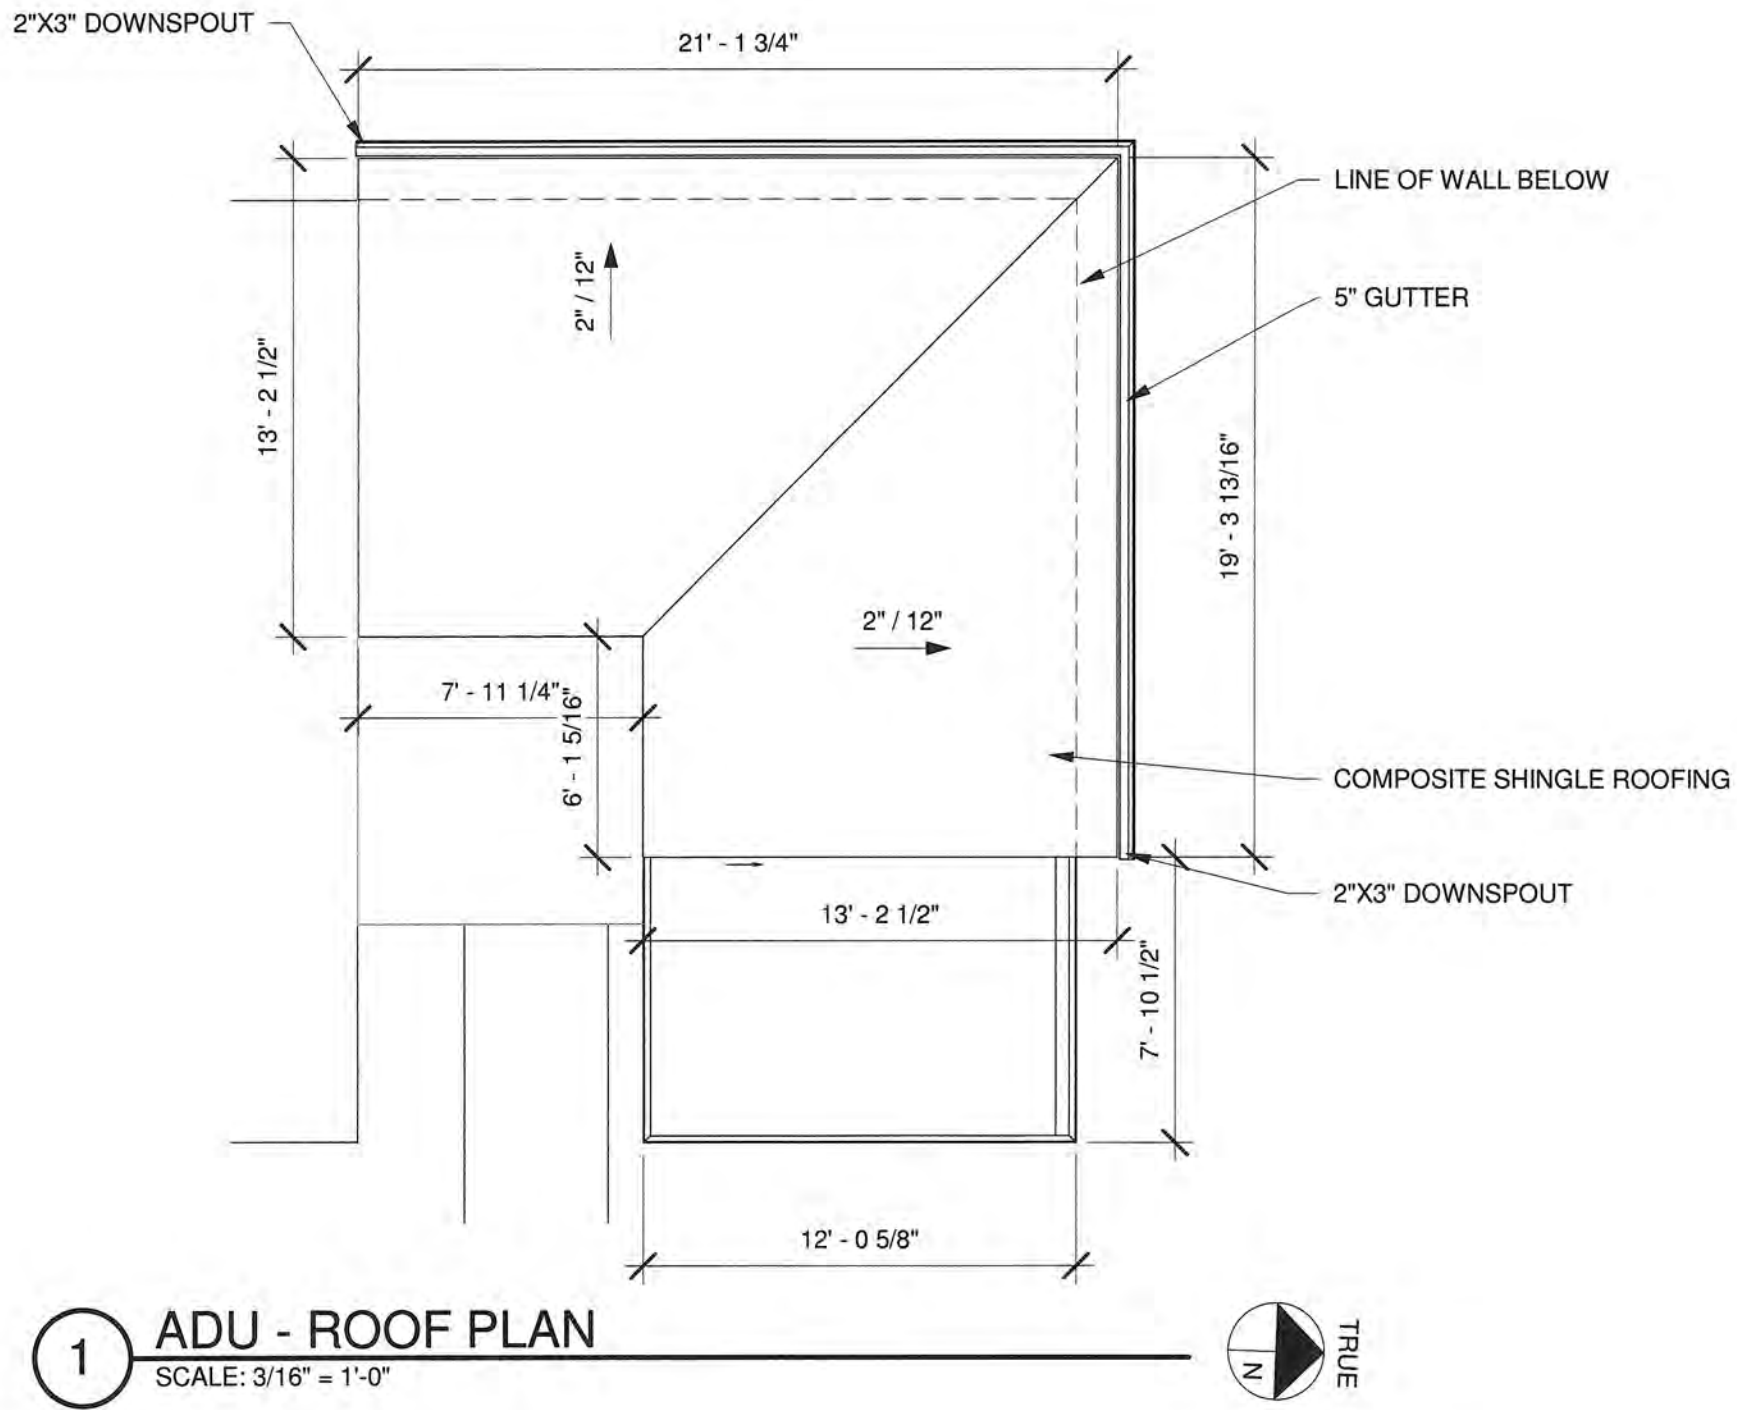 2"X3" DOWNSPOUT
21' - 1 3/4"
LINE OF WALL BELOW
2" / 12"
5" GUTTER
13' - 2 1/2"
19' - 3 13/16"
2" / 12"
7' - 11 1/4"
6' - 1 5/16"
COMPOSITE SHINGLE ROOFING
2"X3" DOWNSPOUT
13' - 2 1/2"
7' - 10 1/2"
12' - 0 5/8"
1
ADU - ROOF PLAN
SCALE: 3/16" = 1'-0"
N
TRUE